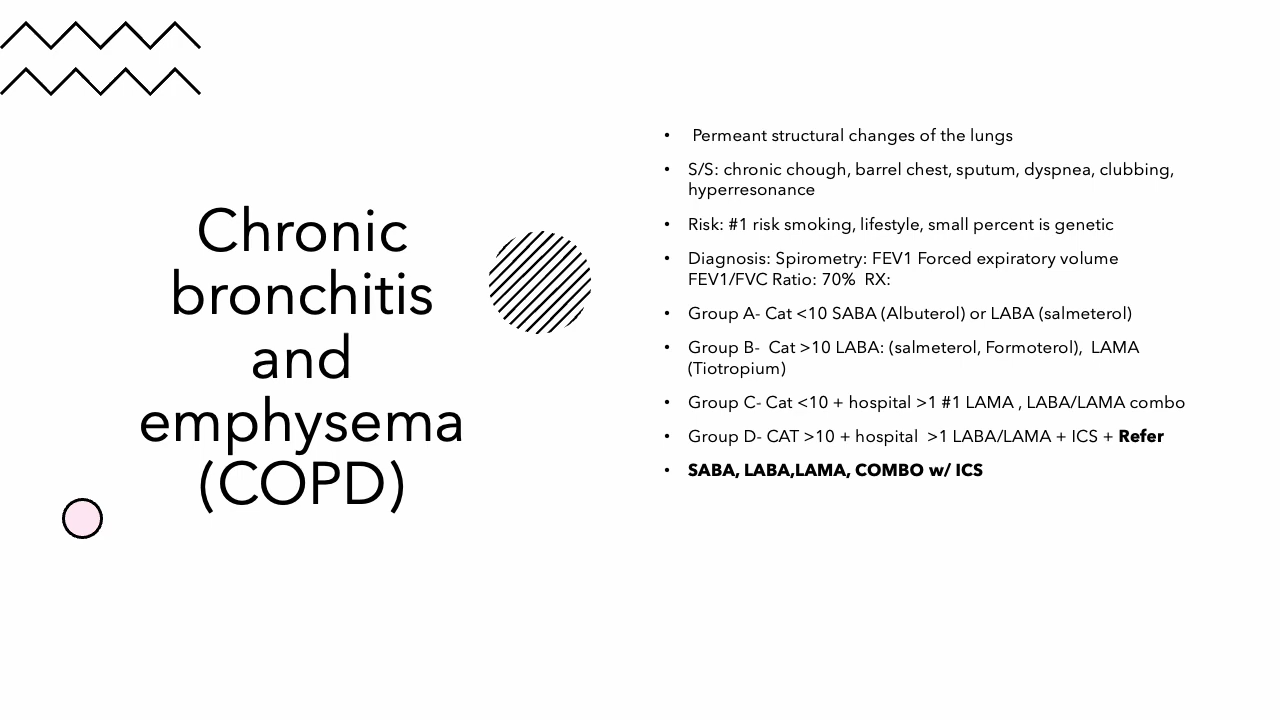 Chronic
bronchitis
and
emphysema
(COPD)
• Permeant structural changes of the lungs
• S/S: chronic chough, barrel chest, sputum, dyspnea, clubbing,
hyperresonance
• Risk: #1 risk smoking, lifestyle, small percent is genetic
• Diagnosis: Spirometry: FEV1 Forced expiratory volume
FEV1/FVC Ratio: 70%  RX:
• Group A- Cat <10 SABA (Albuterol) or LABA (salmeterol)
• Group B-  Cat >10 LABA: (salmeterol, Formoterol),  LAMA
(Tiotropium)
• Group C- Cat <10 + hospital >1 #1 LAMA , LABA/LAMA combo
• Group D- CAT >10 + hospital  >1 LABA/LAMA + ICS + Refer
• SABA, LABA,LAMA, COMBO w/ ICS